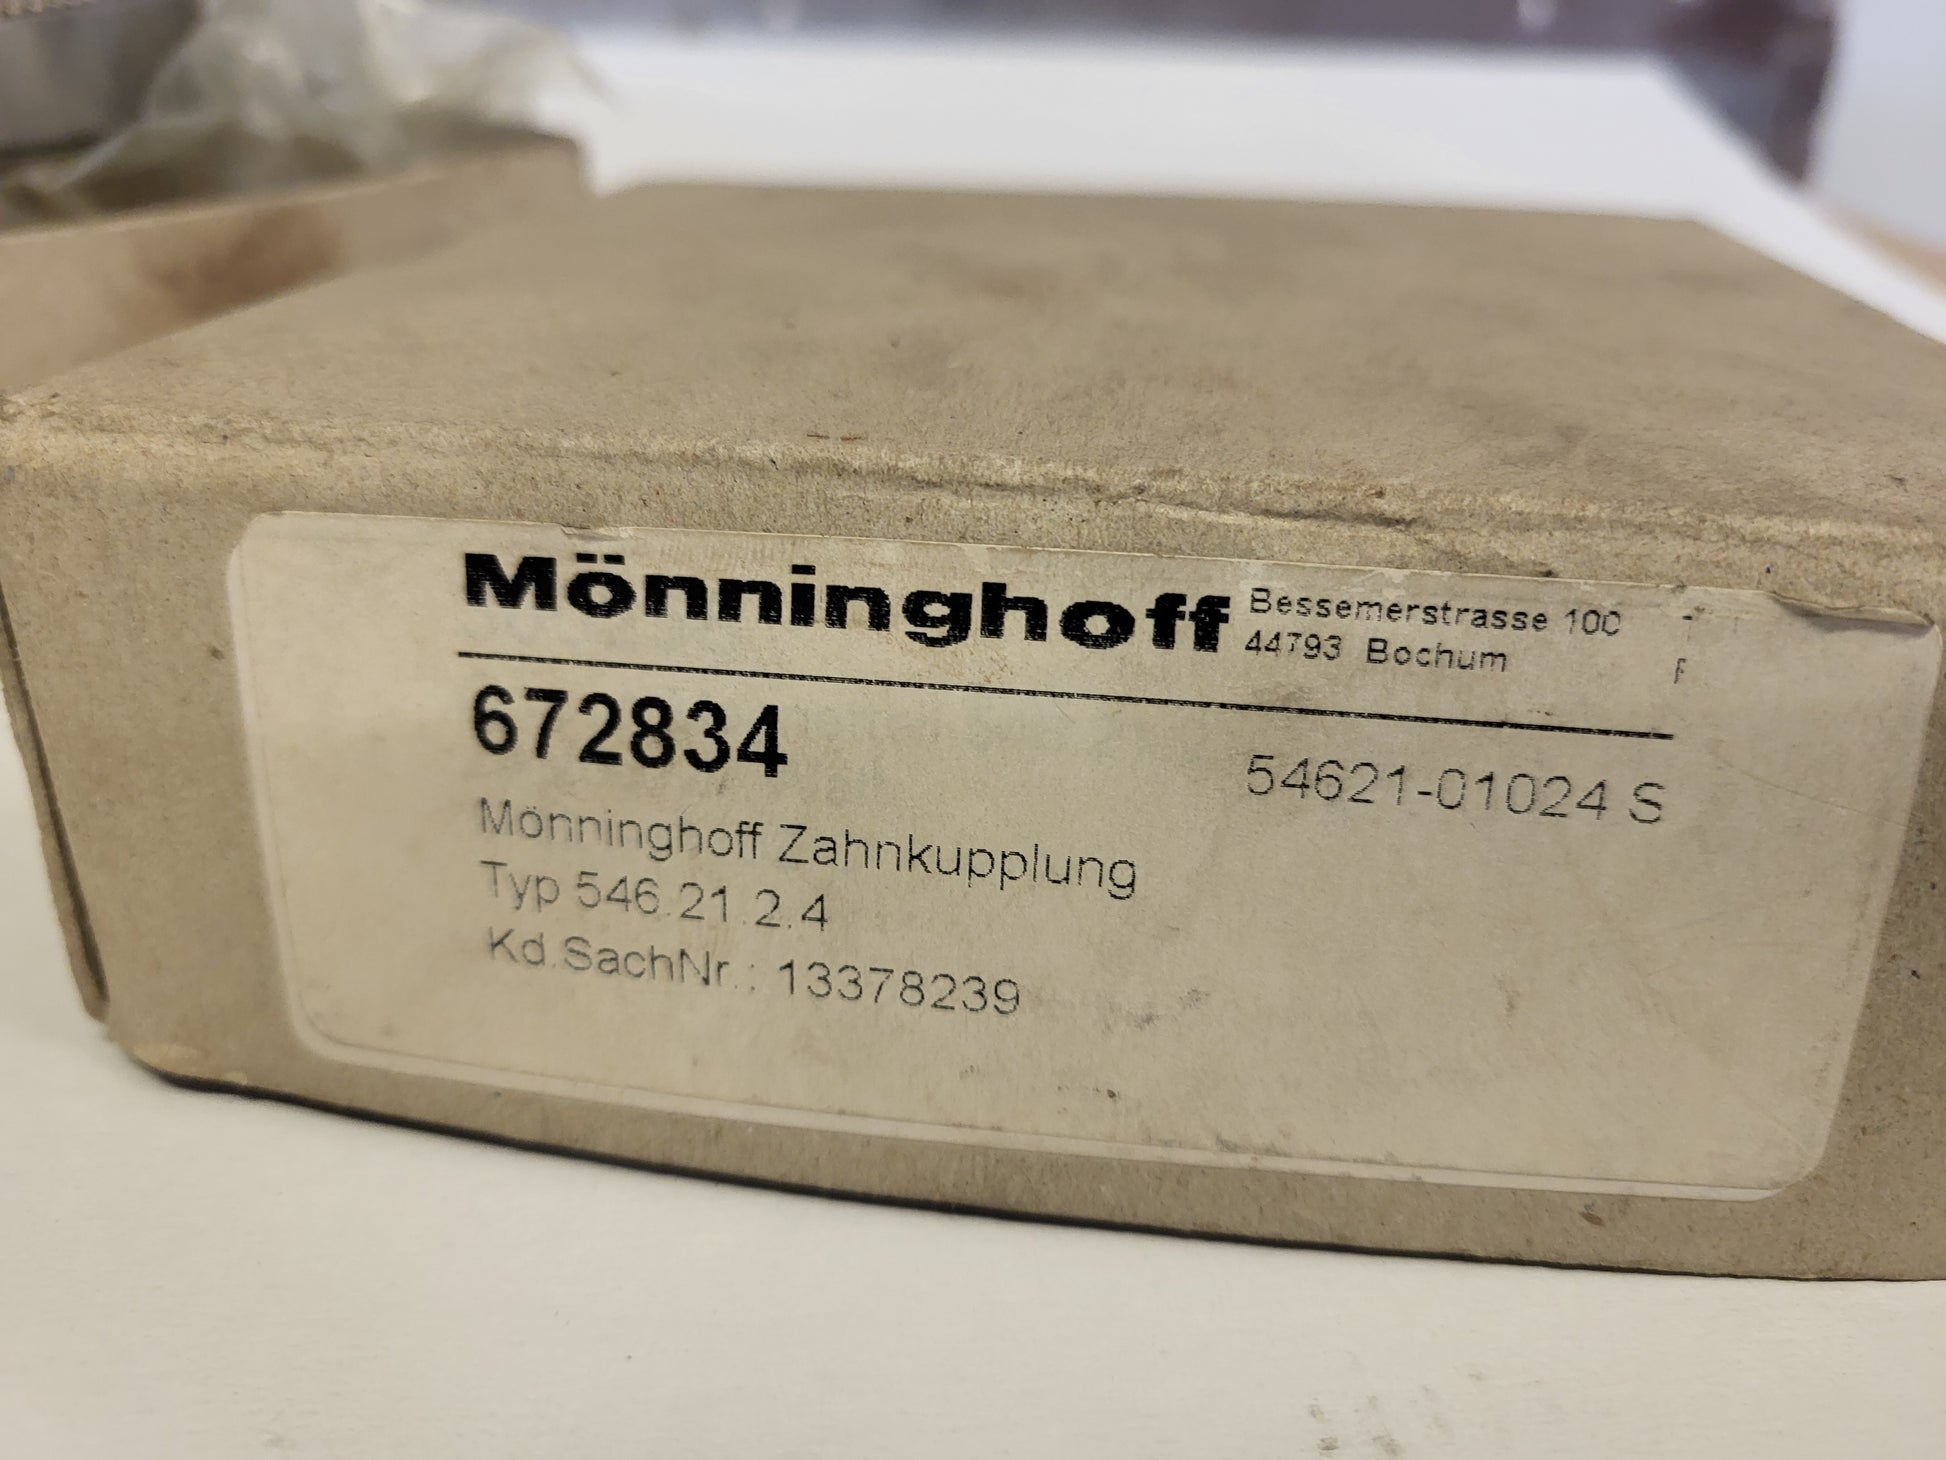 Mönninghoff
Bessemerstrasse 100
44793 Bochum
672834
54621-01024 S
Mönninghoff Zahnkupplung
Typ 546.21.2.4
Kd.SachNr.: 13378239